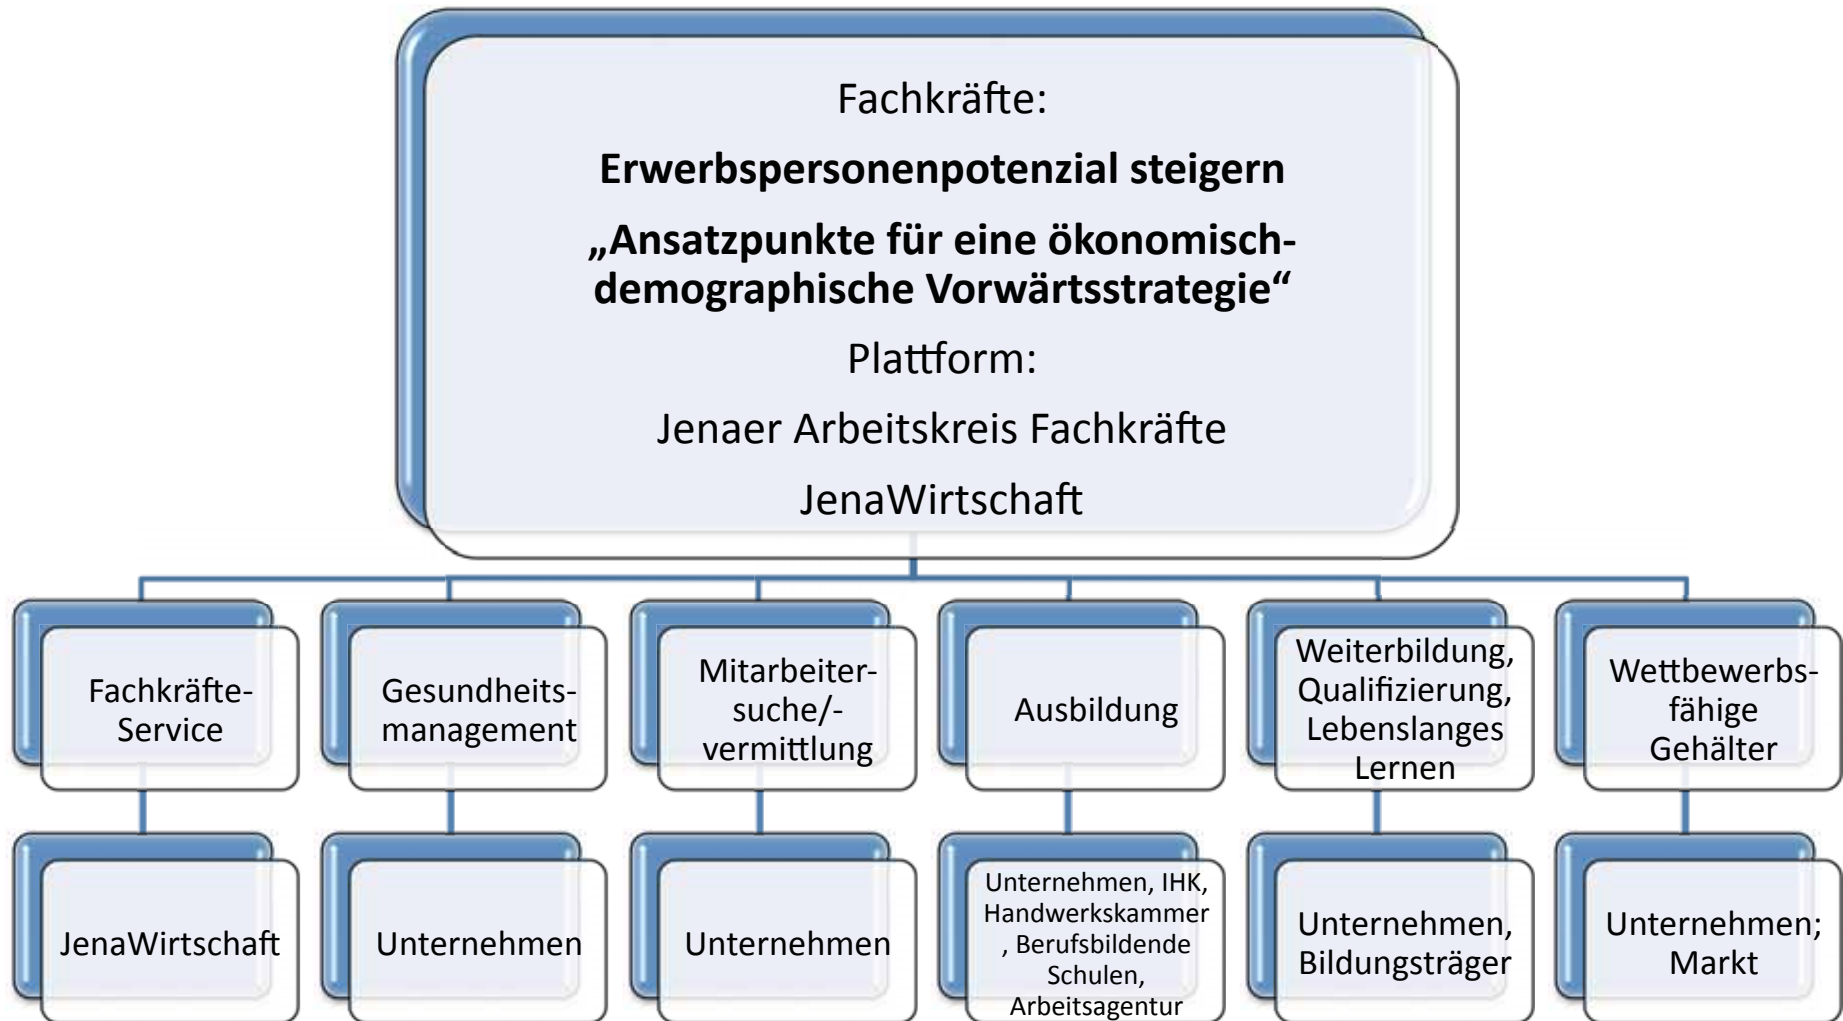 Fachkräfte:
Erwerbspersonenpotenzial steigern
„Ansatzpunkte für eine ökonomisch-
demographische Vorwärtsstrategie“
Plattform:
Jenaer Arbeitskreis Fachkräfte
JenaWirtschaft
Fachkräfte-
Service
Gesundheits-
management
Mitarbeiter-
suche/-
vermittlung
Ausbildung
Weiterbildung,
Qualifizierung,
Lebenslanges
Lernen
Wettbewerbs-
fähige
Gehälter
JenaWirtschaft
Unternehmen
Unternehmen
Unternehmen, IHK,
Handwerkskammer
, Berufsbildende
Schulen,
Arbeitsagentur
Unternehmen,
Bildungsträger
Unternehmen;
Markt